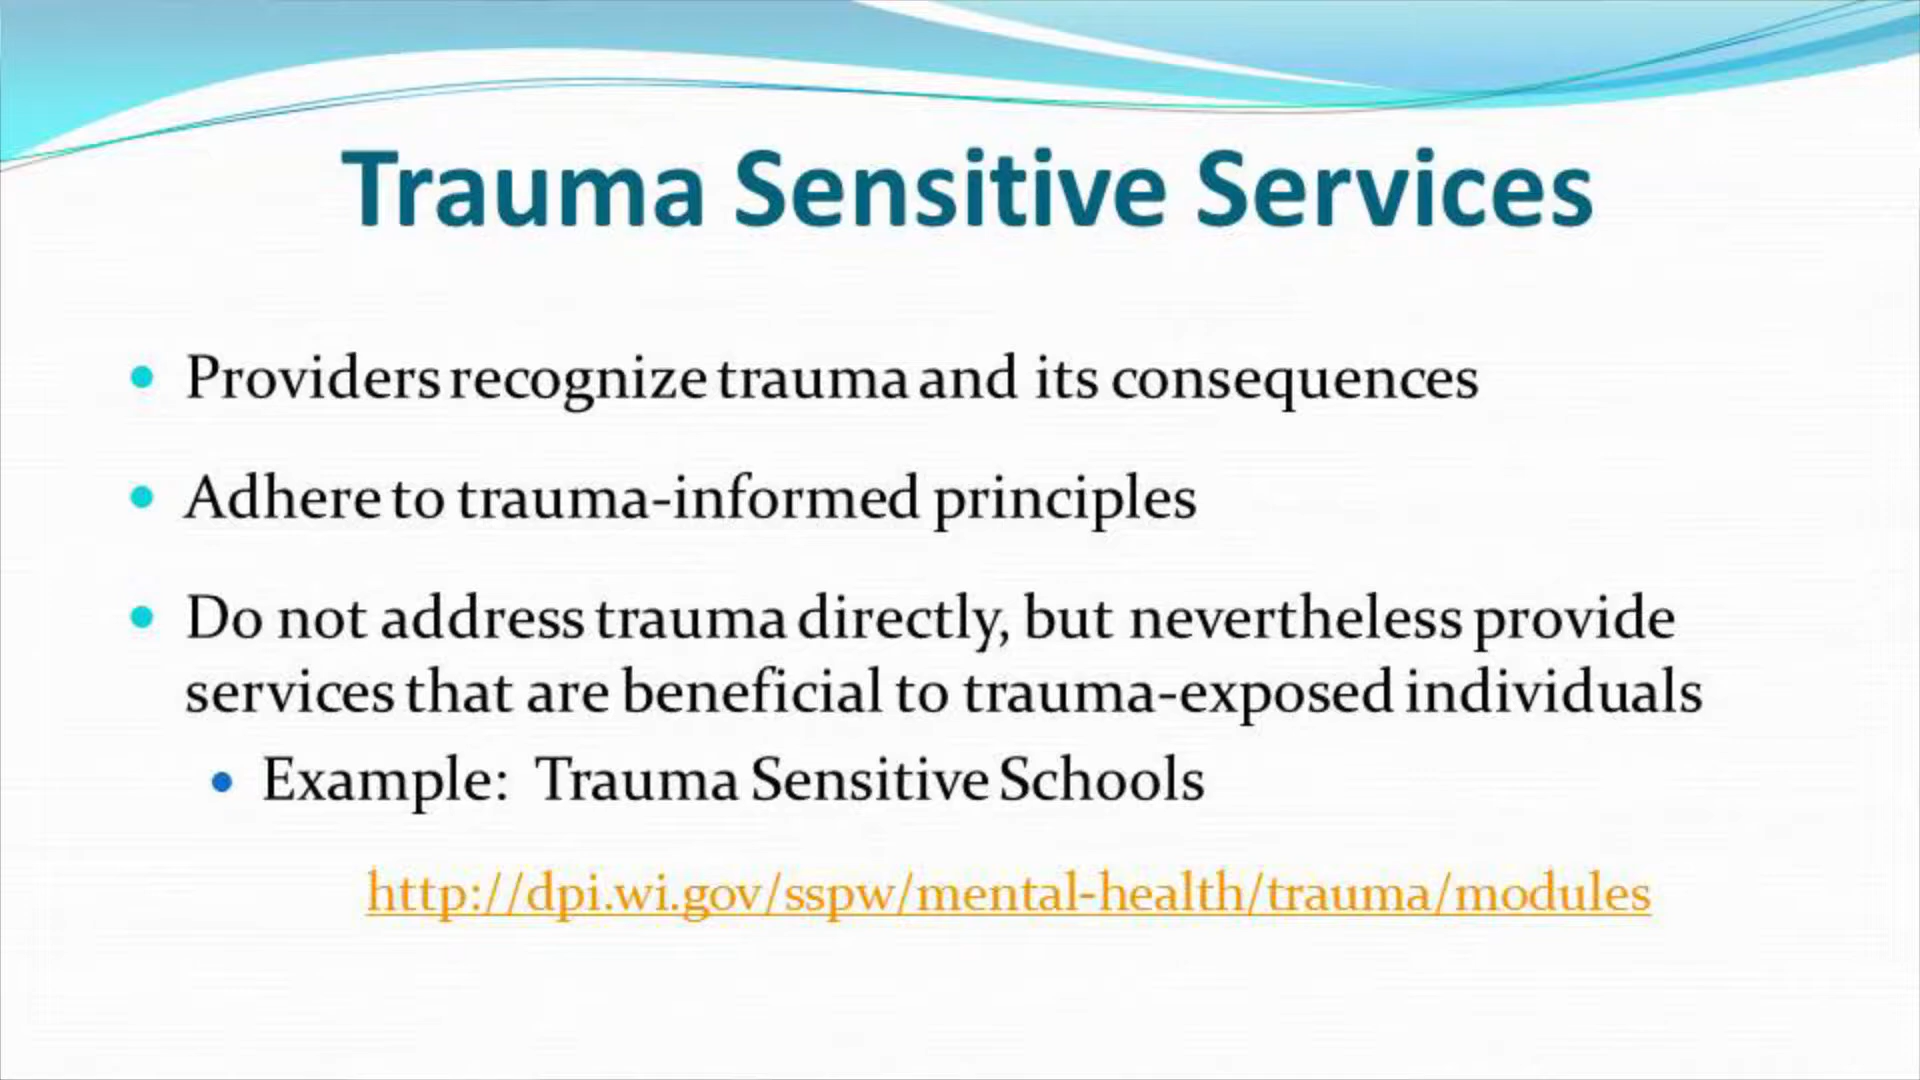 Trauma Sensitive Services
• Providers recognize trauma and its consequences
• Adhere to trauma-informed principles
• Do not address trauma directly, but nevertheless provide
services that are beneficial to trauma-exposed individuals
• Example: Trauma Sensitive Schools
http://dpi.wi.gov/sspw/mental-health/trauma/modules